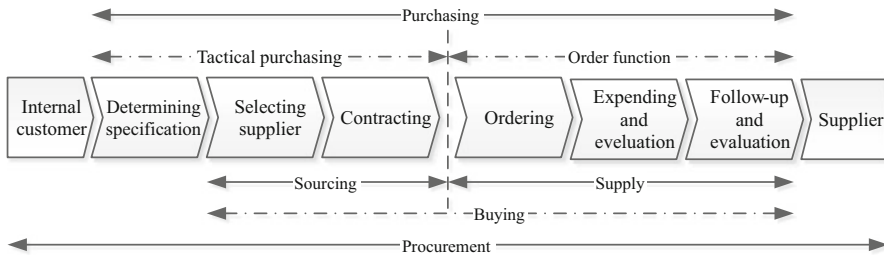 Purchasing
Tactical purchasing
Order function
Internal
customer
Determining
specification
Selecting
supplier
Contracting
Ordering
Expending
and
eveluation
Follow-up
and
evaluation
Supplier
Sourcing
Supply
Buying
Procurement